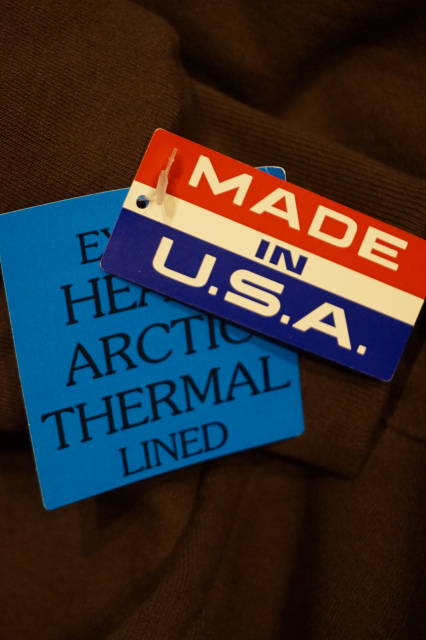 MADE
IN
U.S.A.
ARCTIC
THERMAL
LINED